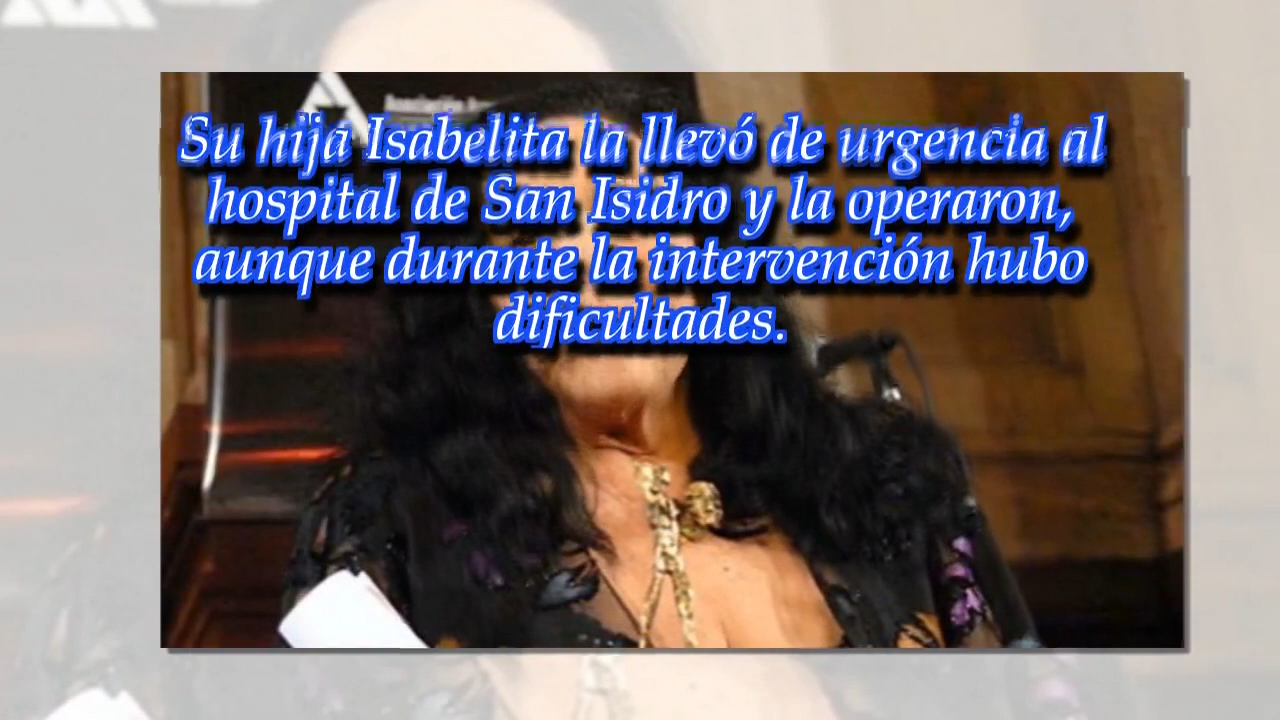 Su hija Isabelita la llevó de urgencia al
hospital de San Isidro y la operaron,
aunque durante la intervención hubo
dificultades.